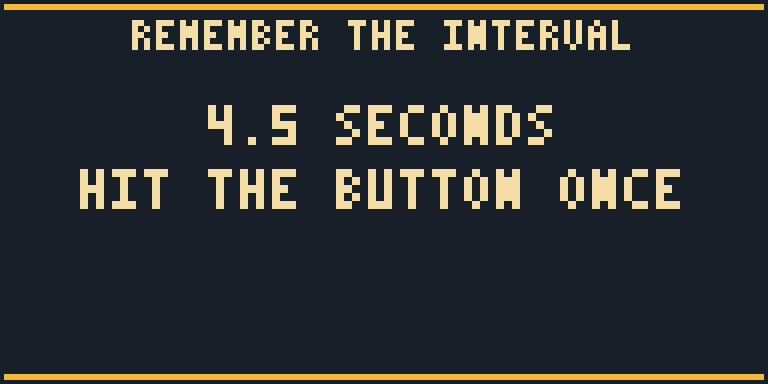 REMEMBER THE INTERVAL
4.5 SECONDS
HIT THE BUTTON ONCE